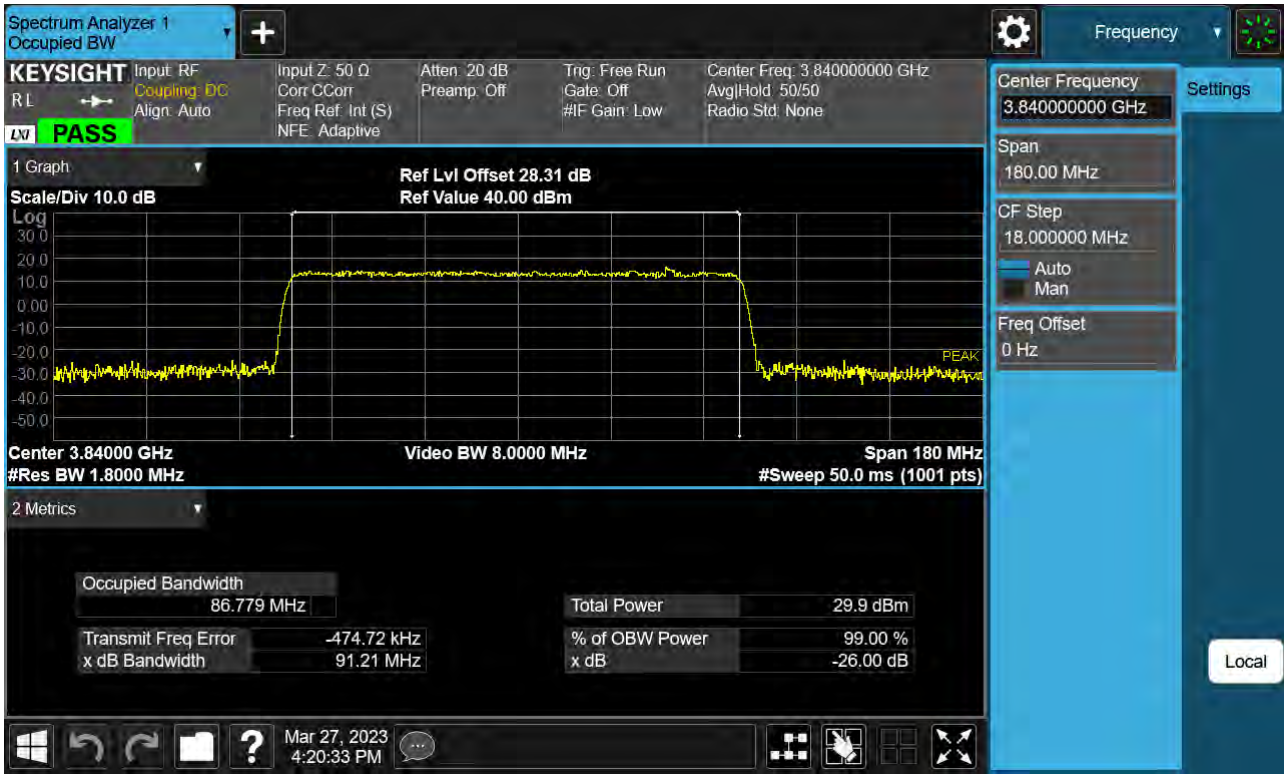 Spectrum Analyzer 1
Occupied BW
+
Frequency
KEYSIGHT
RL
LXI PASS
Input: RF
Coupling: DC
Align: Auto
Input Z: 50 Ω
Corr CCorr
Freq Ref: Int (S)
NFE: Adaptive
Atten: 20 dB
Preamp: Off
Trig: Free Run
Gate: Off
#IF Gain: Low
Center Freq: 3.840000000 GHz
Avg|Hold: 50/50
Radio Std: None
1 Graph
Scale/Div 10.0 dB
Ref Lvl Offset 28.31 dB
Ref Value 40.00 dBm
Log
30.0
20.0
10.0
0.00
-10.0
-20.0
-30.0
-40.0
-50.0
PEAK
Center 3.84000 GHz
#Res BW 1.8000 MHz
Video BW 8.0000 MHz
Span 180 MHz
#Sweep 50.0 ms (1001 pts)
2 Metrics
Occupied Bandwidth
86.779 MHz
Transmit Freq Error -474.72 kHz
x dB Bandwidth 91.21 MHz
Total Power 29.9 dBm
% of OBW Power 99.00 %
x dB -26.00 dB
Center Frequency
3.840000000 GHz
Span
180.00 MHz
CF Step
18.000000 MHz
Auto
Man
Freq Offset
0 Hz
Settings
Local
?
Mar 27, 2023
4:20:33 PM